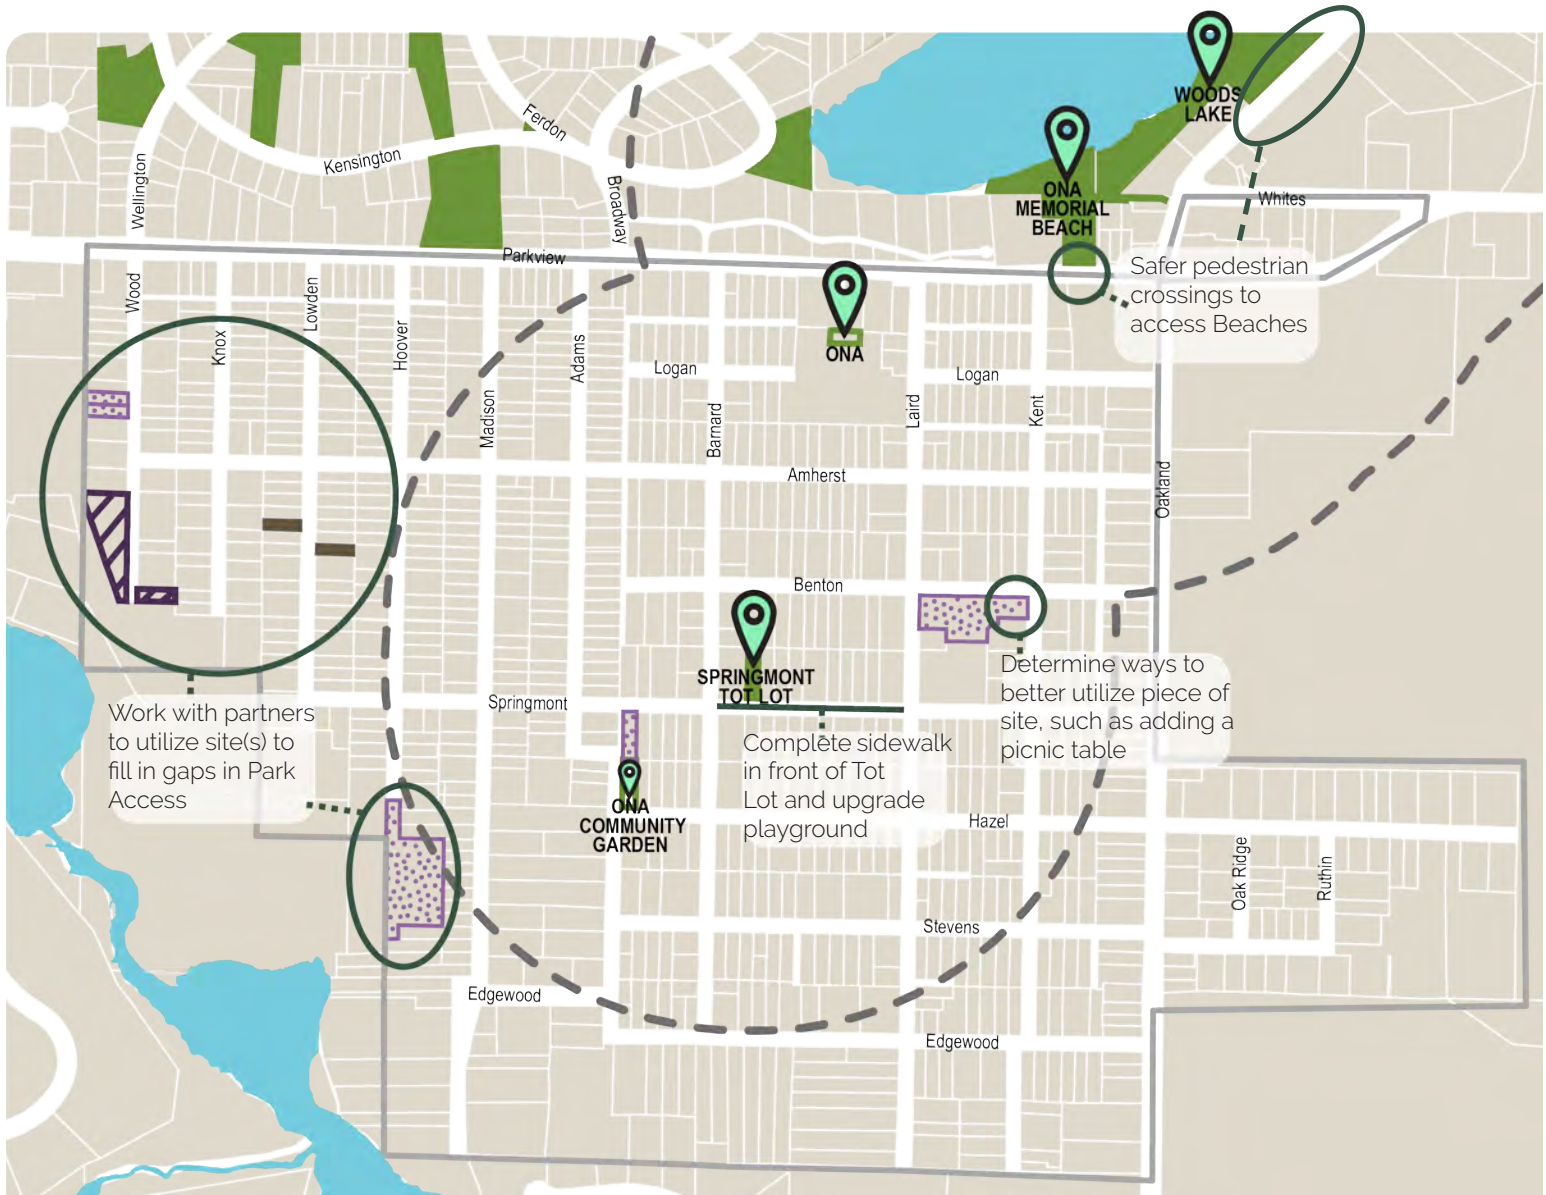 WOODS
LAKE
Ferdon
Kensington
Wellington
Broadway
ONA
MEMORIAL
BEACH
Whites
Parkview
Safer pedestrian
crossings to
access Beaches
Wood
Lowden
Knox
Hoover
Adams
ONA
Logan
Logan
Madison
Barnard
Laird
Kent
Amherst
Oakland
Benton
SPRINGMONT
TOT LOT
Springmont
Determine ways to
better utilize piece of
site, such as adding a
picnic table
Work with partners
to utilize site(s) to
fill in gaps in Park
Access
Complete sidewalk
in front of Tot
Lot and upgrade
playground
ONA
COMMUNITY
GARDEN
Hazel
Oak Ridge
Ruthin
Stevens
Edgewood
Edgewood